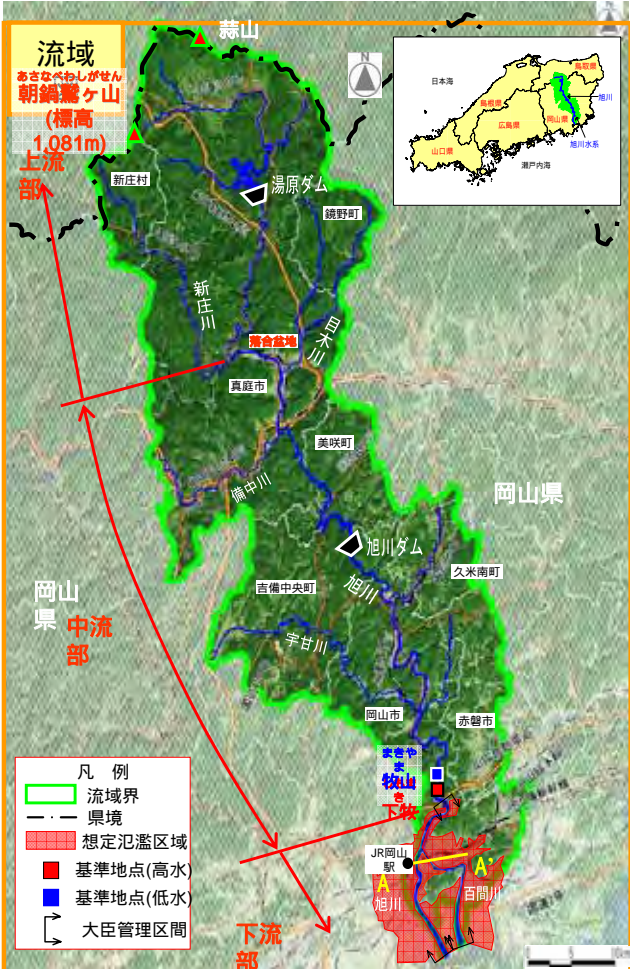 流域
あさなべわしがせん
朝鍋鷲ヶ山
(標高
1,081m)
蒜山
N
日本海
鳥取県
島根県
岡山県
広島県
山口県
瀬戸内海
旭川
旭川水系
上流
部
新庄村
湯原ダム
鏡野町
新庄川
目木川
落合盆地
真庭市
美咲町
備中川
岡山県
旭川ダム
久米南町
吉備中央町
旭川
岡山
県
中流
部
宇甘川
岡山市
赤磐市
まきや
ま
牧山
き
下牧
JR岡山
駅
A
A'
旭川
百間川
下流
部
凡 例
流域界
県境
想定氾濫区域
基準地点(高水)
基準地点(低水)
大臣管理区間